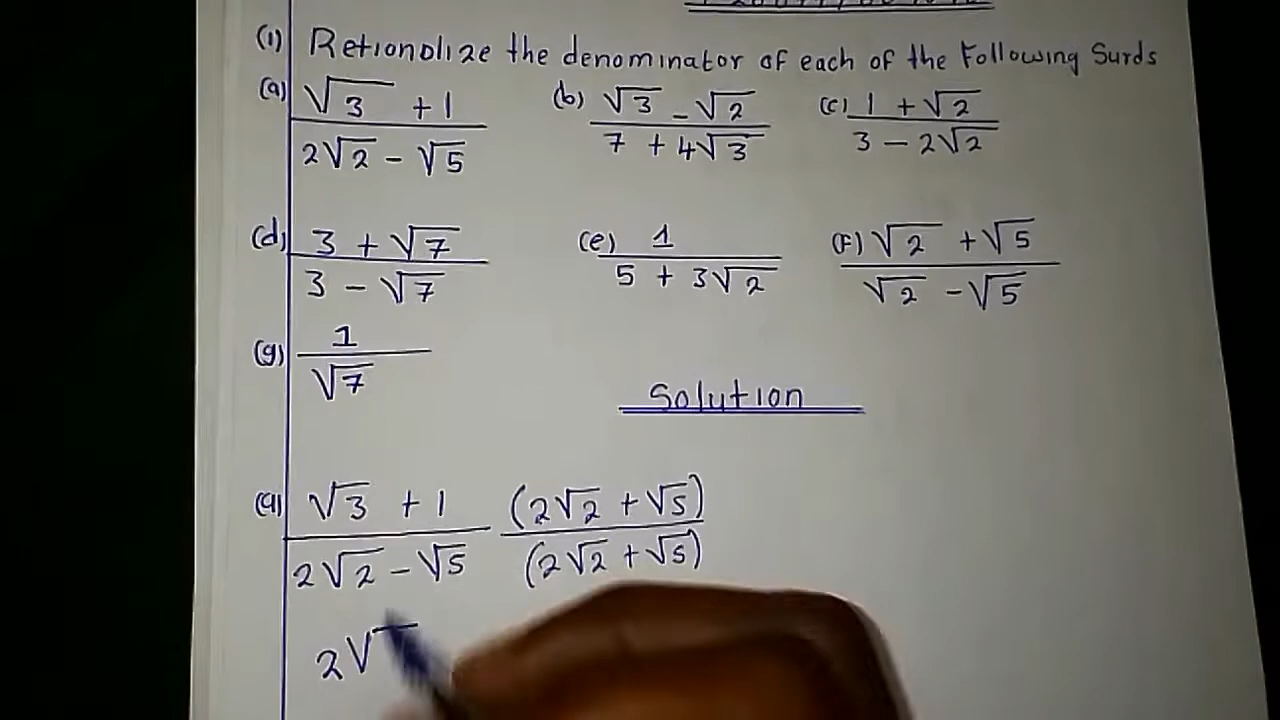 (1) Retionolize the denominator of each of the Following Surds
(a) √3 + 1 (b) √3 - √2 (c) 1 + √2
2√2 - √5 7 + 4√3 3 - 2√2
(d) 3 + √7 (e) 1 (F) √2 + √5
3 - √7 5 + 3√2 √2 - √5
(g) 1
√7
Solution
(a) √3 + 1 (2√2 + √5)
2√2 - √5 (2√2 + √5)
2√